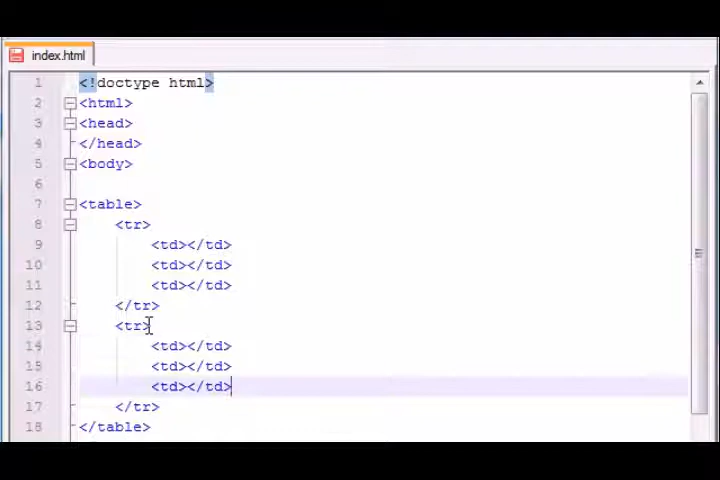 index.html
1 <!doctype html>
2 <html>
3 <head>
4 </head>
5 <body>
6
7 <table>
8 <tr>
9 <td></td>
10 <td></td>
11 <td></td>
12 </tr>
13 <tr>
14 <td></td>
15 <td></td>
16 <td></td>
17 </tr>
18 </table>